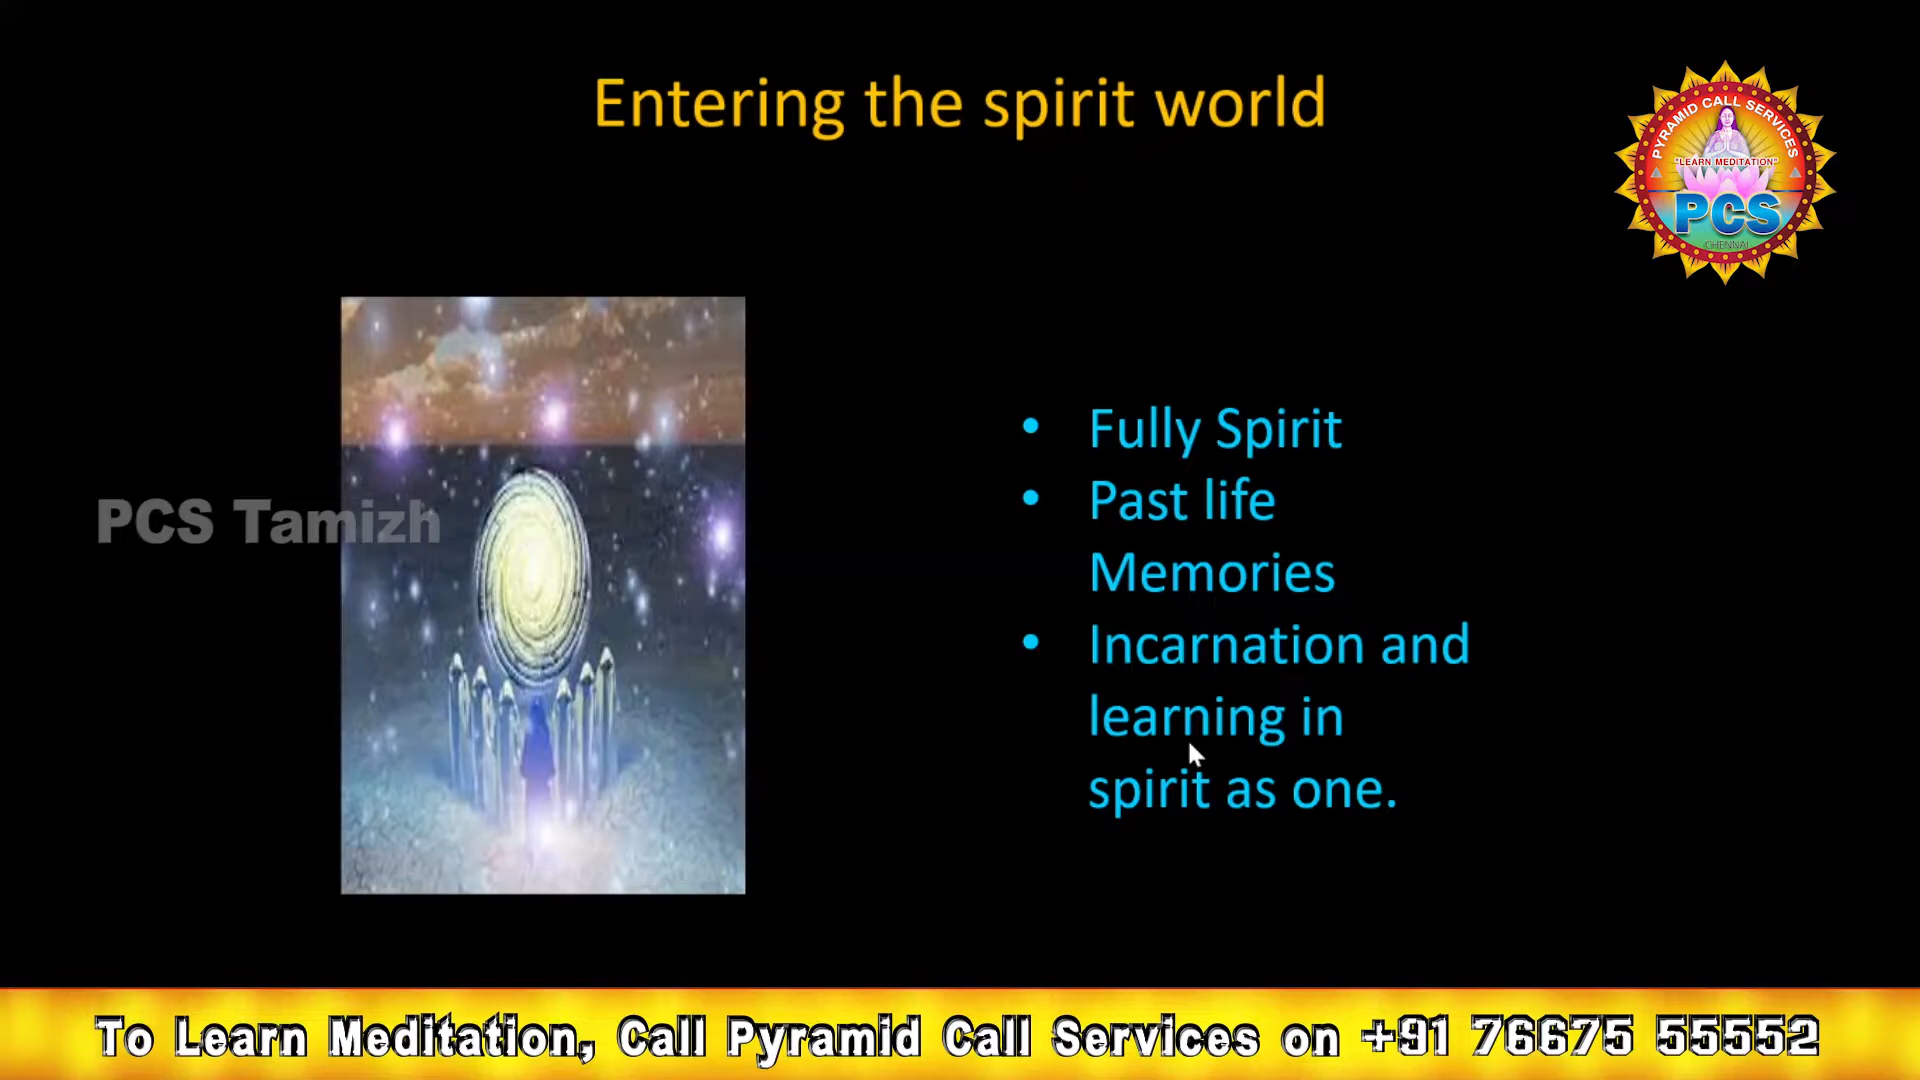 Entering the spirit world
PYRAMID CALL SERVICES
"LEARN MEDITATION"
PCS
CHENNAI
PCS Tamizh
• Fully Spirit
• Past life
Memories
• Incarnation and
learning in
spirit as one.
To Learn Meditation, Call Pyramid Call Services on +91 76675 55552